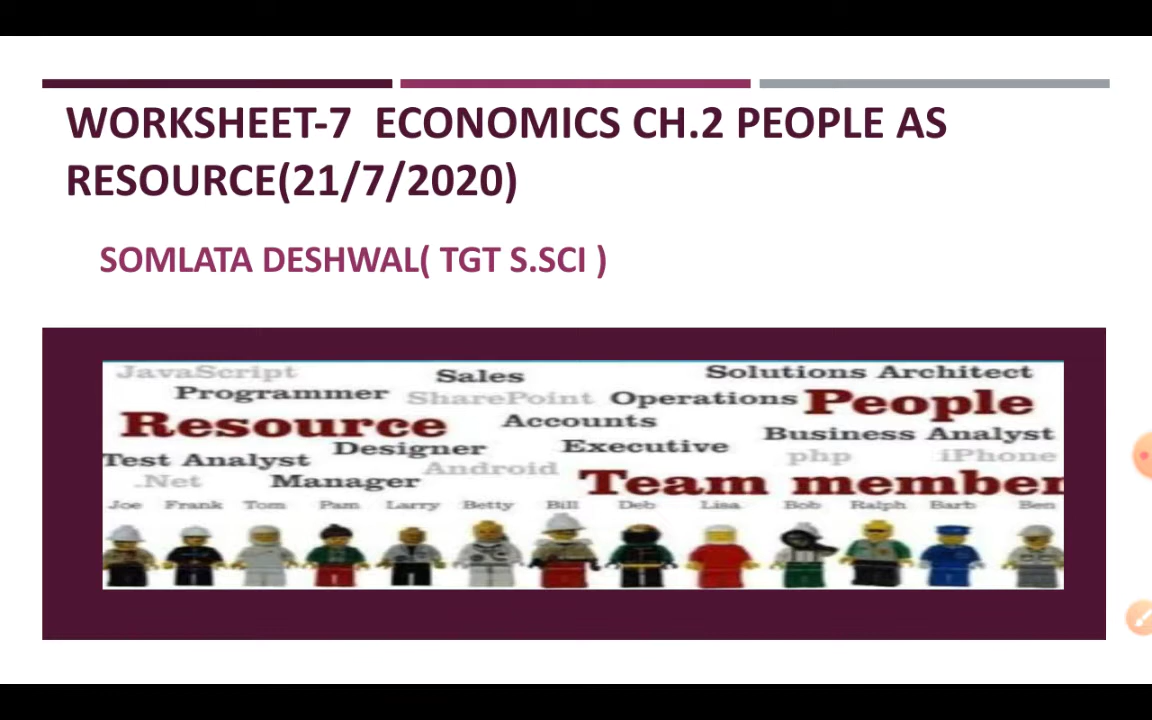 WORKSHEET-7 ECONOMICS CH.2 PEOPLE AS
RESOURCE(21/7/2020)
SOMLATA DESHWAL( TGT S.SCI )
JavaScript Sales Solutions Architect
Programmer SharePoint Operations People
Resource Accounts
Designer Executive Business Analyst
Test Analyst Android php iPhone
.Net Manager Team member
Joe Frank Tom Pam Larry Betty Bill Deb Lisa Bob Ralph Barb Ben